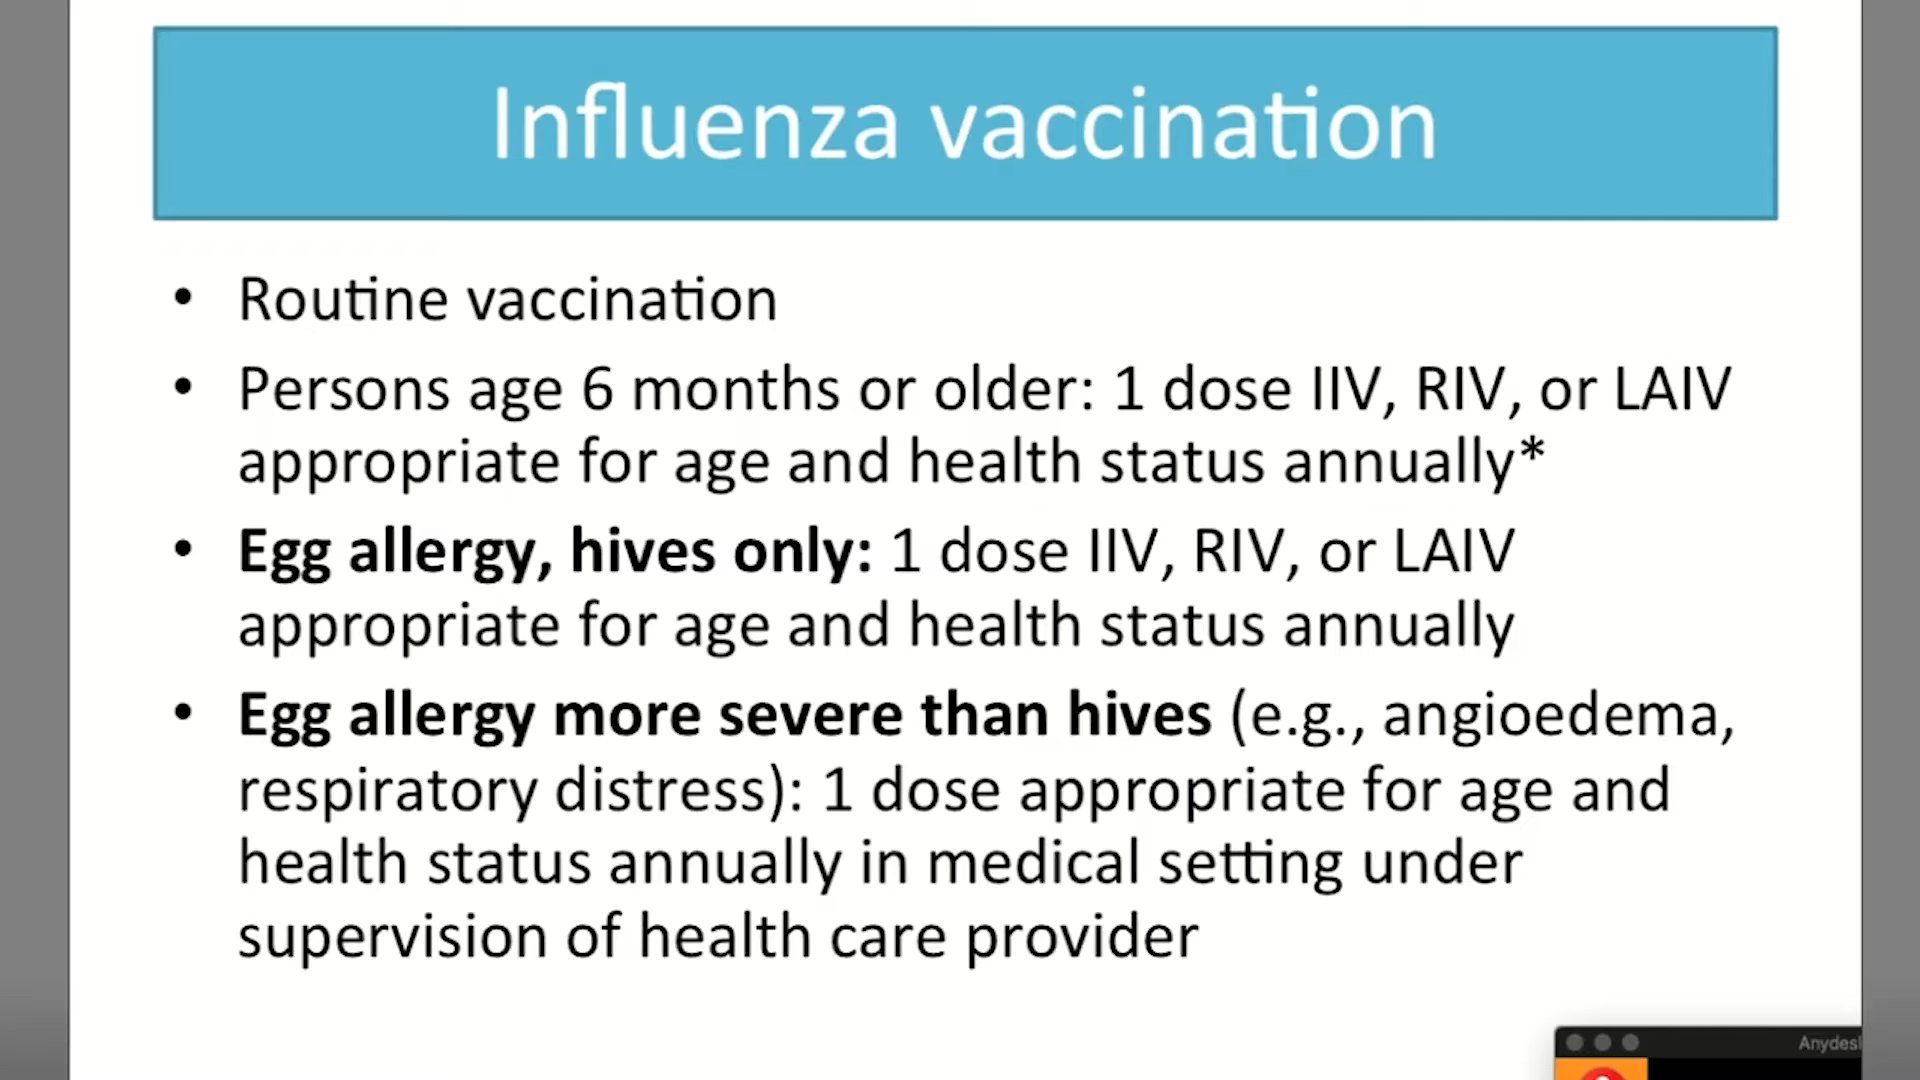 Influenza vaccination
• Routine vaccination
• Persons age 6 months or older: 1 dose IIV, RIV, or LAIV
appropriate for age and health status annually*
• Egg allergy, hives only: 1 dose IIV, RIV, or LAIV
appropriate for age and health status annually
• Egg allergy more severe than hives (e.g., angioedema,
respiratory distress): 1 dose appropriate for age and
health status annually in medical setting under
supervision of health care provider